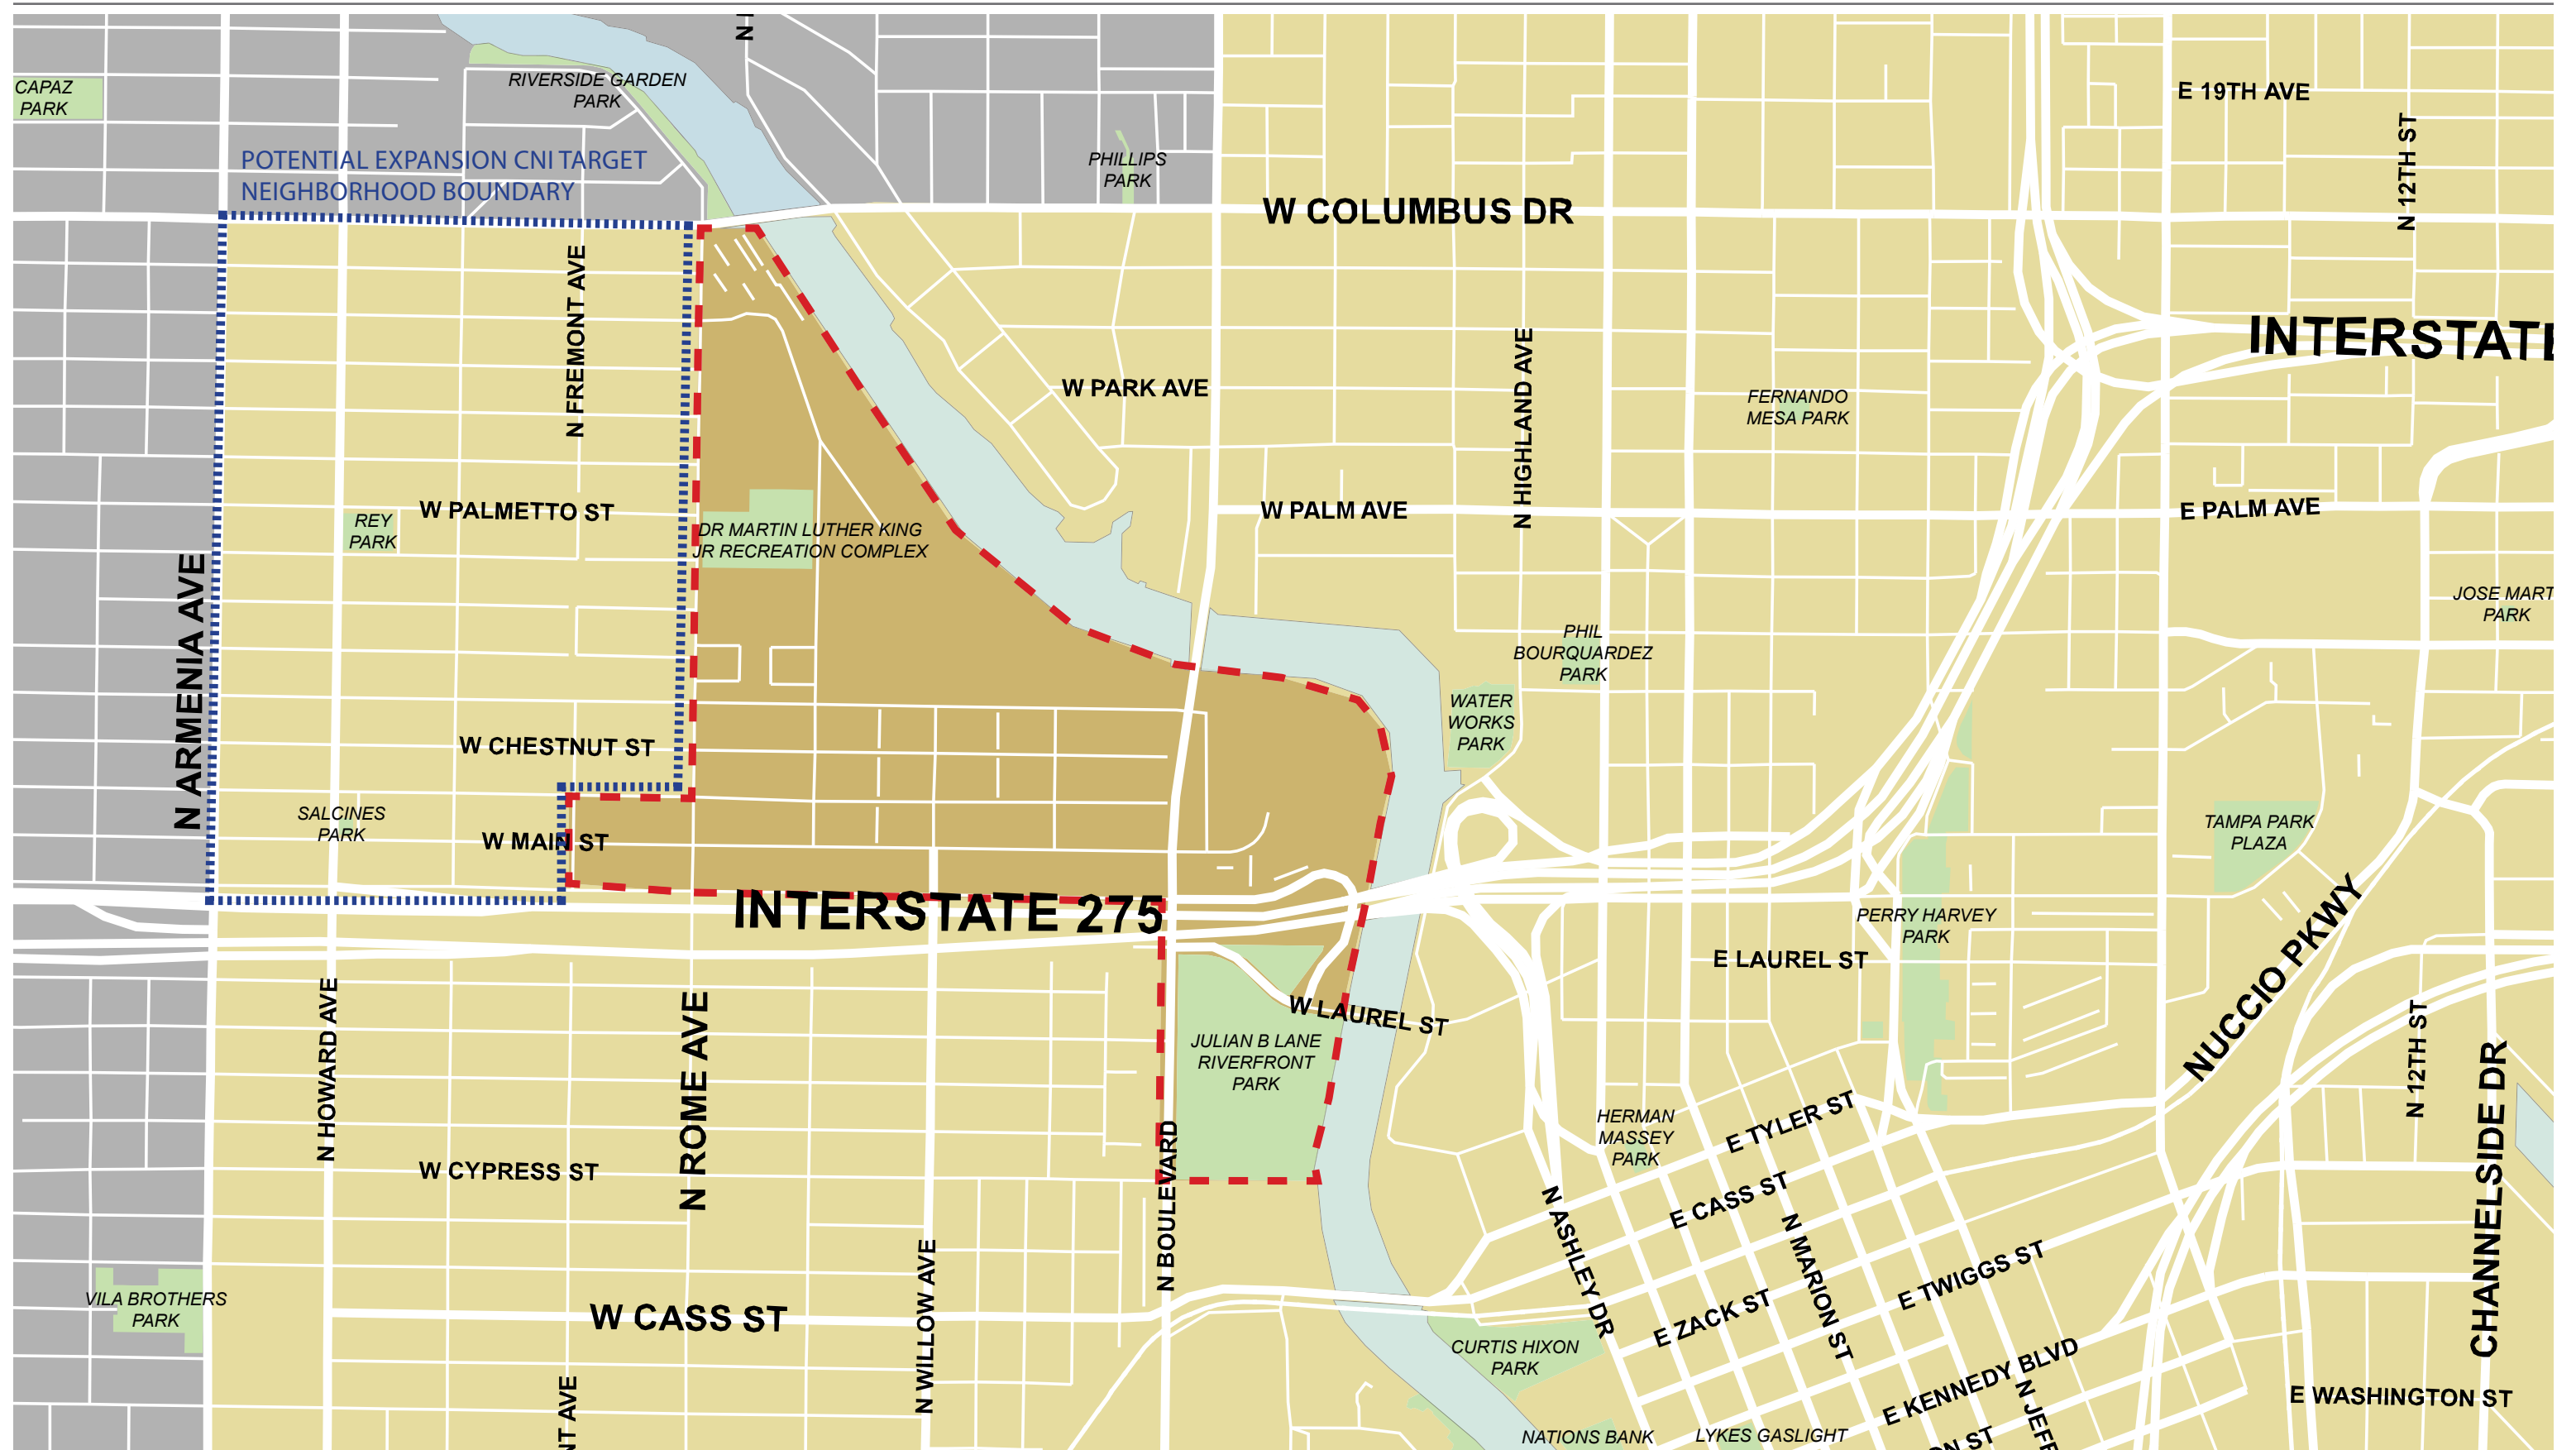 N
CAPAZ
PARK
RIVERSIDE GARDEN
PARK
E 19TH AVE
N 12TH ST
POTENTIAL EXPANSION CNI TARGET
NEIGHBORHOOD BOUNDARY
PHILLIPS
PARK
W COLUMBUS DR
N FREMONT AVE
INTERSTATE
W PARK AVE
N HIGHLAND AVE
FERNANDO
MESA PARK
W PALMETTO ST
REY
PARK
DR MARTIN LUTHER KING
JR RECREATION COMPLEX
W PALM AVE
E PALM AVE
N ARMENIA AVE
JOSE MART
PARK
PHIL
BOURQUARDEZ
PARK
WATER
WORKS
PARK
W CHESTNUT ST
SALCINES
PARK
W MAIN ST
TAMPA PARK
PLAZA
INTERSTATE 275
PERRY HARVEY
PARK
NUCCIO PKWY
E LAUREL ST
W LAUREL ST
N HOWARD AVE
N ROME AVE
JULIAN B LANE
RIVERFRONT
PARK
N 12TH ST
CHANNELSIDE DR
HERMAN
MASSEY
PARK
E TYLER ST
W CYPRESS ST
N BOULEVARD
E CASS ST
N ASHLEY DR
N MARION ST
E TWIGGS ST
VILA BROTHERS
PARK
W CASS ST
N WILLOW AVE
E ZACK ST
CURTIS HIXON
PARK
E KENNEDY BLVD
N JEFF
E WASHINGTON ST
NT AVE
NATIONS BANK
LYKES GASLIGHT
ON ST